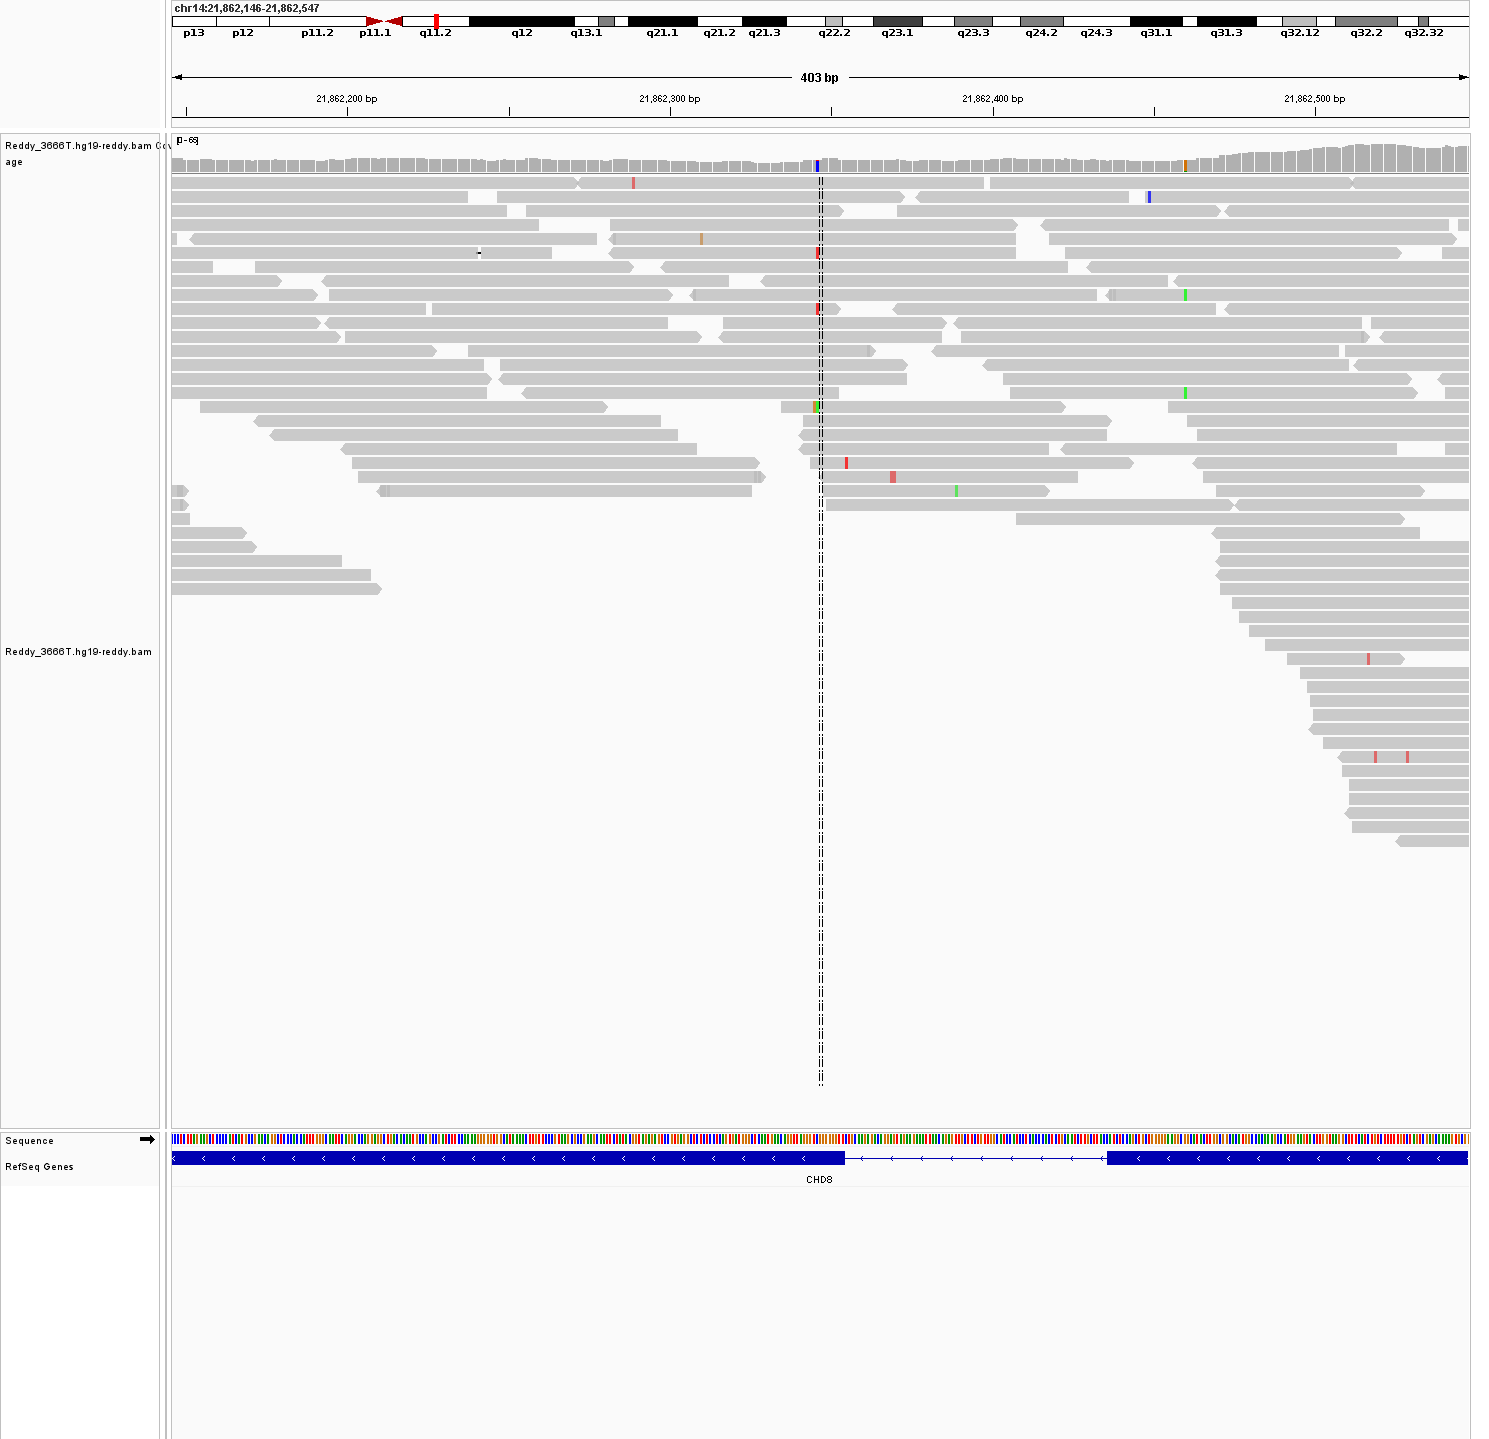 chr14:21,862,146-21,862,547
p13 p12 p11.2 p11.1 q11.2 q12 q13.1 q21.1 q21.2 q21.3 q22.2 q23.1 q23.3 q24.2 q24.3 q31.1 q31.3 q32.12 q32.2 q32.32
403 bp
21,862,200 bp 21,862,300 bp 21,862,400 bp 21,862,500 bp
[0 - 69]
Reddy_3666T.hg19-reddy.bam Cov
age
Reddy_3666T.hg19-reddy.bam
Sequence
RefSeq Genes
CHD8